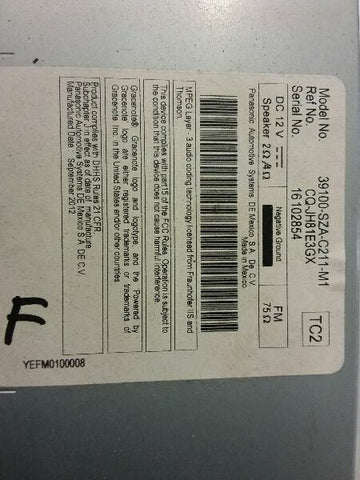 Model No. 39100-SZA-C211-M1 TC2
Ref No. CQ-JH81E3GX
Serial No. 16102854
DC 12 V Negative Ground FM
Speaker 2Ω/4Ω 75Ω
Panasonic Automotive Systems DE Mexico S.A. De. C.V.
Made in Mexico
MPEG Layer - 3 audio coding technology licensed from Fraunhofer IIS and
Thomson.
This device complies with part15 of the FCC Rules. Operation is subject to
the condition that this device does not cause harmful interference.
Gracenote® Gracenote logo and logotype and the "Powered by
Gracenote" logo are either registered trademarks or trademarks of
Gracenote, Inc. in the United States and/or other countries
Product complies with DHHS Rules 21 CFR
Subchapter J in effect as of date of manufacture
Panasonic Automotive Systems DE Mexico S.A. DE C.V.
Manufactured Date September 2012
F
YEFM0100008